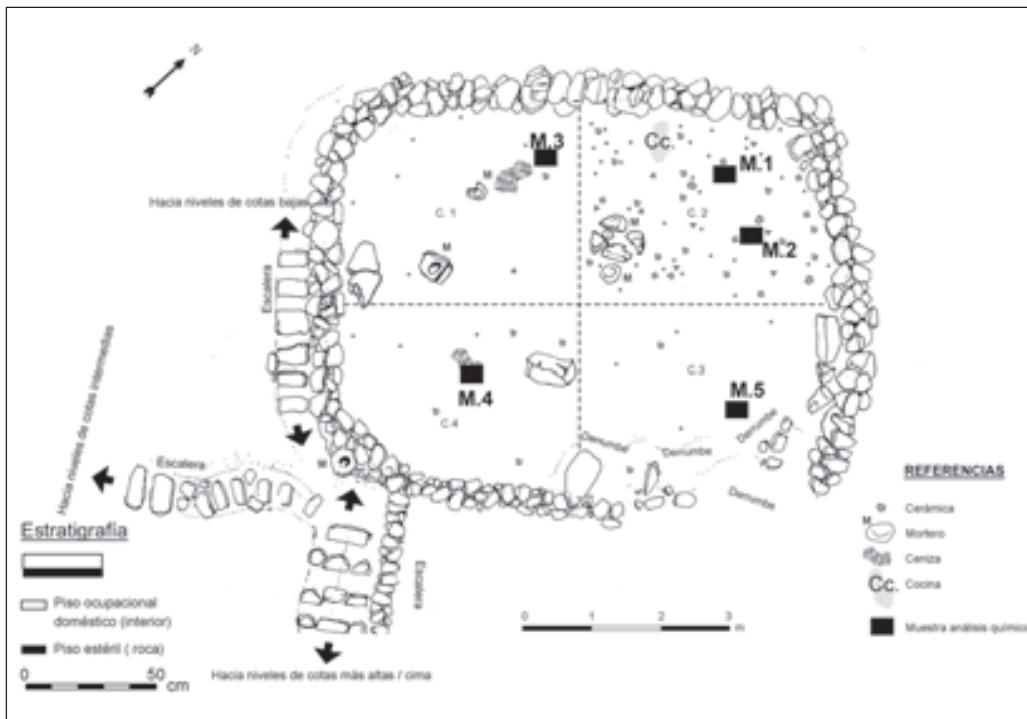 N
Cc.
M.3
M.1
M
C. 1
C. 2
M
Hacia niveles de cotas bajas
M.2
M
M
Escalera
Hacia niveles de cotas intermedias
M.4
C.3
M.5
C.4
Derrumbe
Derrumbe
Derrumbe
Derrumbe
M
Escalera
Escalera
REFERENCIAS
Cerámica
M.
Mortero
Ceniza
Cc.
Cocina
Muestra análisis químico
Estratigrafía
Piso ocupacional
doméstico (interior)
Piso estéril ( roca)
0 50
cm
0 1 2 3
m
Hacia niveles de cotas más altas / cima